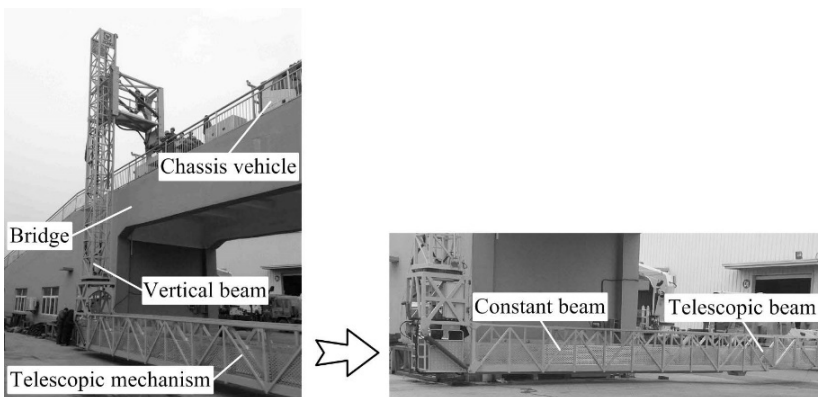 Chassis vehicle
Bridge
Vertical beam
Telescopic mechanism
Constant beam
Telescopic beam